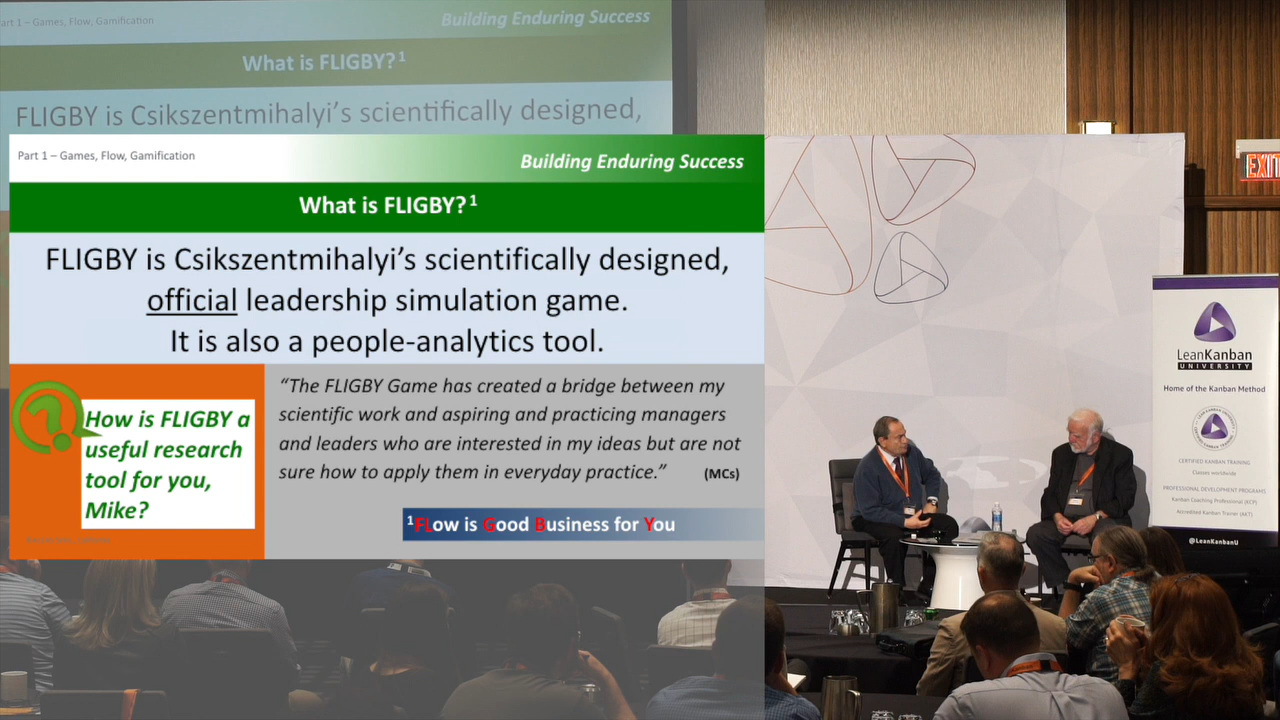 art 1 – Games, Flow, Gamification
Building Enduring Success
What is FLIGBY?¹
FLIGBY is Csikszentmihalyi's scientifically designed,
Part 1 – Games, Flow, Gamification
Building Enduring Success
What is FLIGBY?¹
FLIGBY is Csikszentmihalyi's scientifically designed,
official leadership simulation game.
It is also a people-analytics tool.
How is FLIGBY a
useful research
tool for you,
Mike?
“The FLIGBY Game has created a bridge between my
scientific work and aspiring and practicing managers
and leaders who are interested in my ideas but are not
sure how to apply them in everyday practice.” (MCs)
¹FLow is Good Business for You
EXIT
LeanKanban
UNIVERSITY
Home of the Kanban Method
CERTIFIED KANBAN TRAINING
Classes worldwide
PROFESSIONAL DEVELOPMENT PROGRAMS
Kanban Coaching Professional (KCP)
Accredited Kanban Trainer (AKT)
@LeanKanbanU